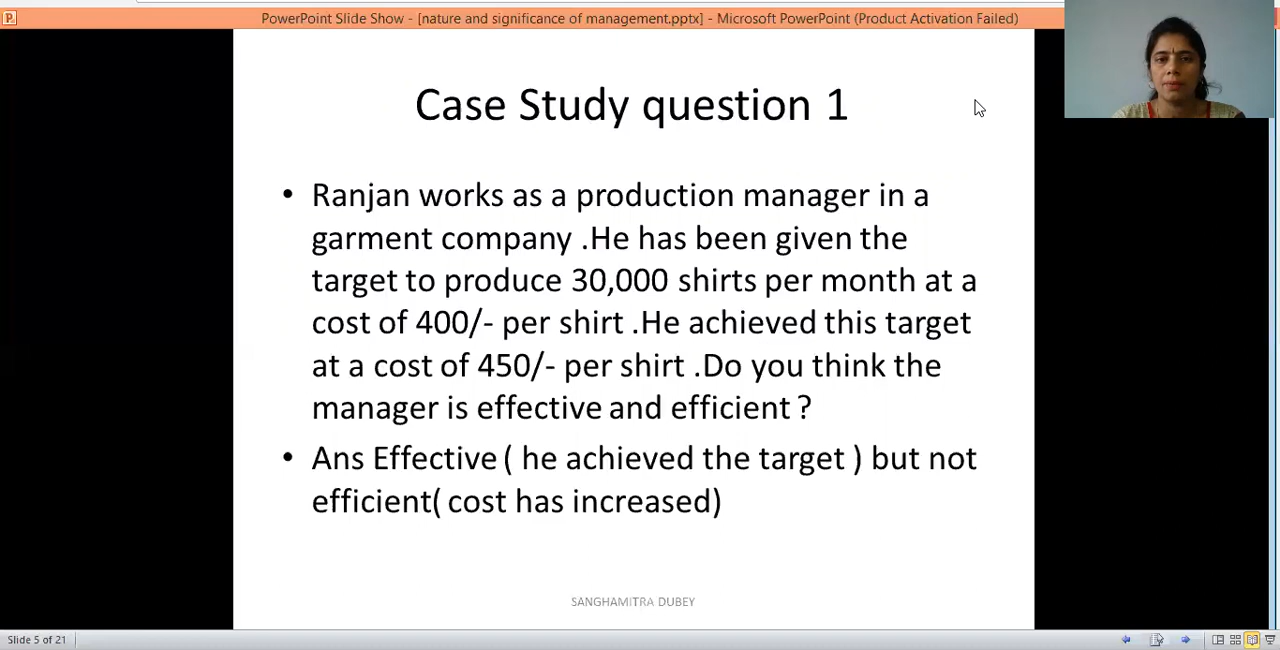 PowerPoint Slide Show - [nature and significance of management.pptx] - Microsoft PowerPoint (Product Activation Failed)
Case Study question 1
• Ranjan works as a production manager in a
garment company .He has been given the
target to produce 30,000 shirts per month at a
cost of 400/- per shirt .He achieved this target
at a cost of 450/- per shirt .Do you think the
manager is effective and efficient ?
• Ans Effective ( he achieved the target ) but not
efficient( cost has increased)
SANGHAMITRA DUBEY
Slide 5 of 21